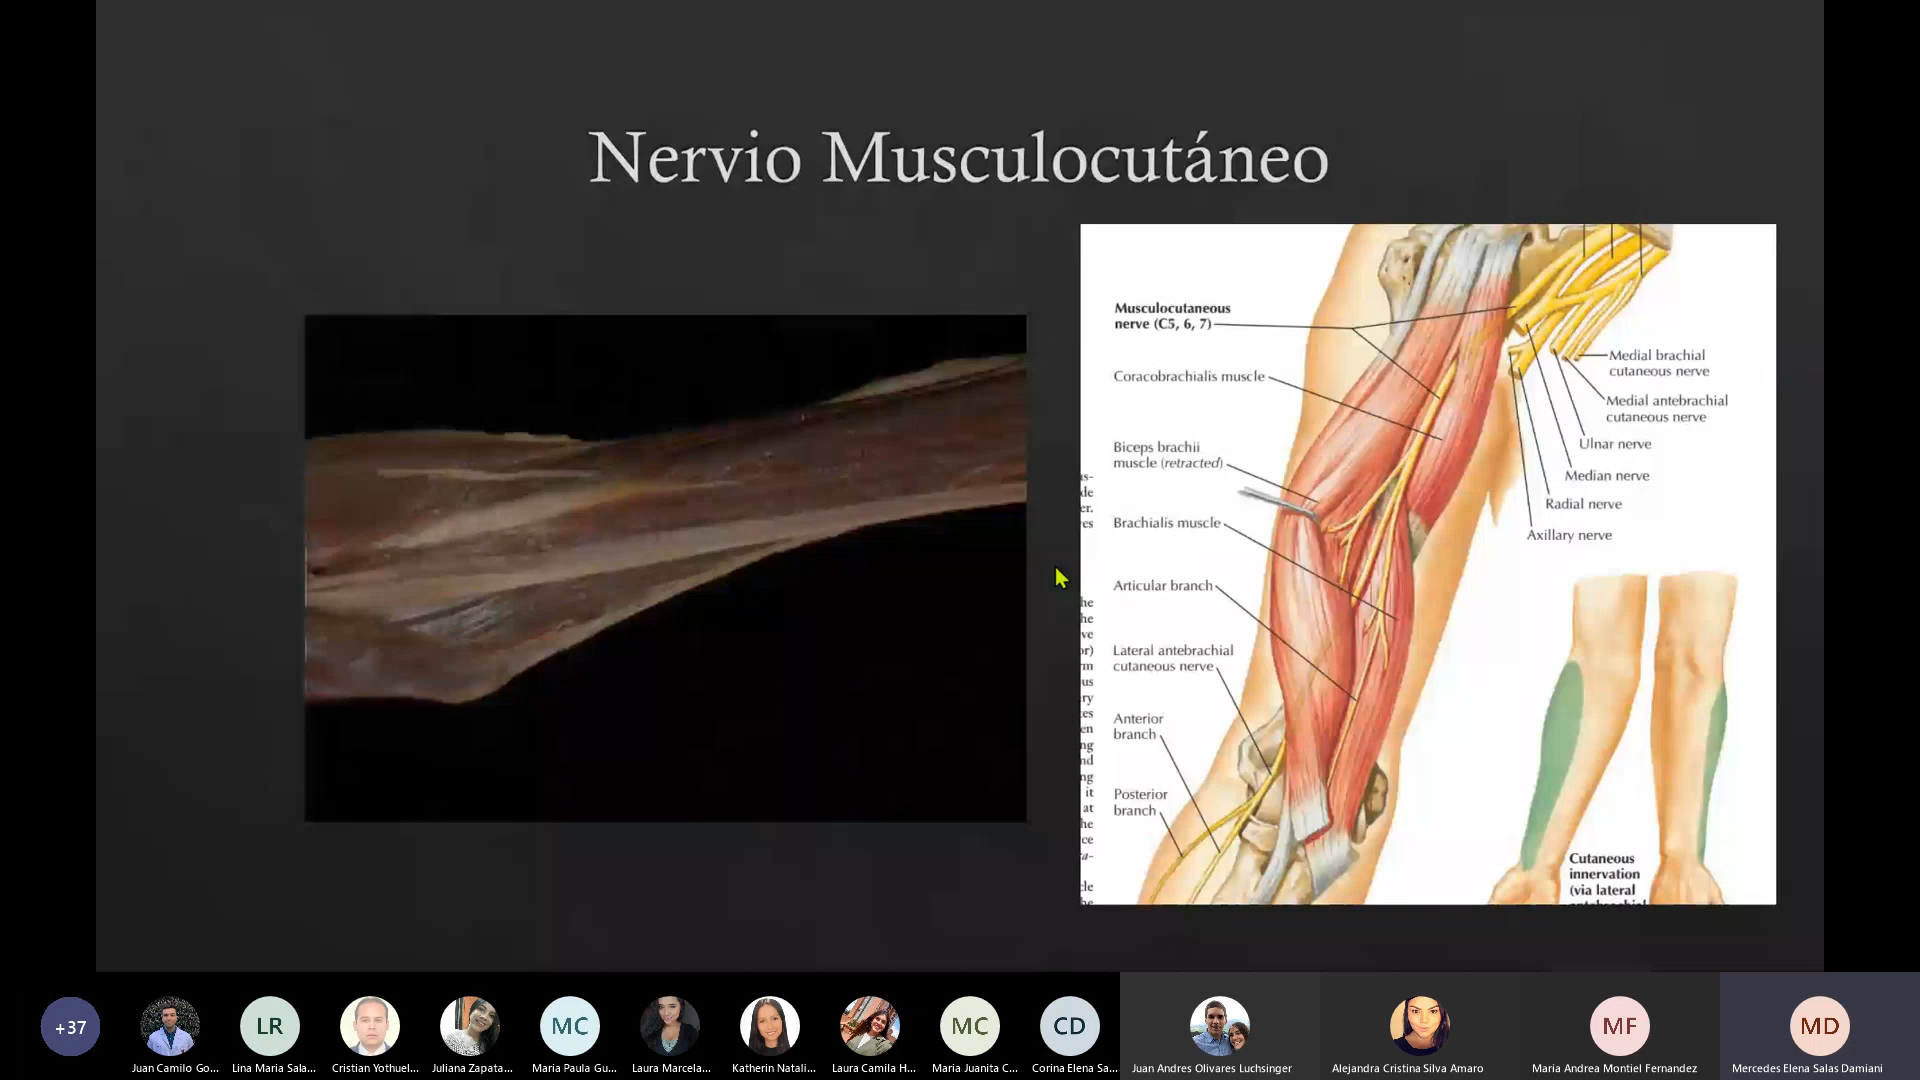 Nervio Musculocutáneo
Musculocutaneous
nerve (C5, 6, 7)
Coracobrachialis muscle
Biceps brachii
muscle (retracted)
Brachialis muscle
Articular branch
Lateral antebrachial
cutaneous nerve
Anterior
branch
Posterior
branch
Medial brachial
cutaneous nerve
Medial antebrachial
cutaneous nerve
Ulnar nerve
Median nerve
Radial nerve
Axillary nerve
Cutaneous
innervation
(via lateral
+37
LR
MC
MC
CD
MF
MD
Juan Camilo Go...
Lina Maria Sala...
Cristian Yothuel...
Juliana Zapata...
Maria Paula Gu...
Laura Marcela...
Katherin Natali...
Laura Camila H...
Maria Juanita C...
Corina Elena Sa...
Juan Andres Olivares Luchsinger
Alejandra Cristina Silva Amaro
Maria Andrea Montiel Fernandez
Mercedes Elena Salas Damiani